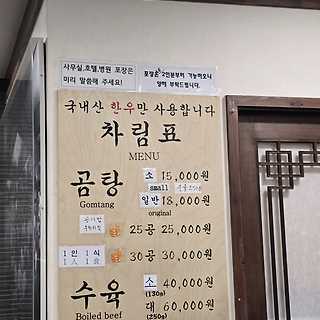 사무실,호텔,병원 포장은
미리 말씀해 주세요!
포장은 2인분부터 가능하오니
양해 부탁드립니다.
국내산 한우만 사용합니다
차림표
MENU
곰탕
Gomtang
소 15,000원
small
일반 18,000원
original
25공 25,000원
1인 1식
1人 1食
30공 30,000원
수육
Boiled beef
소 40,000원
(130g)
대 60,000원
(250g)